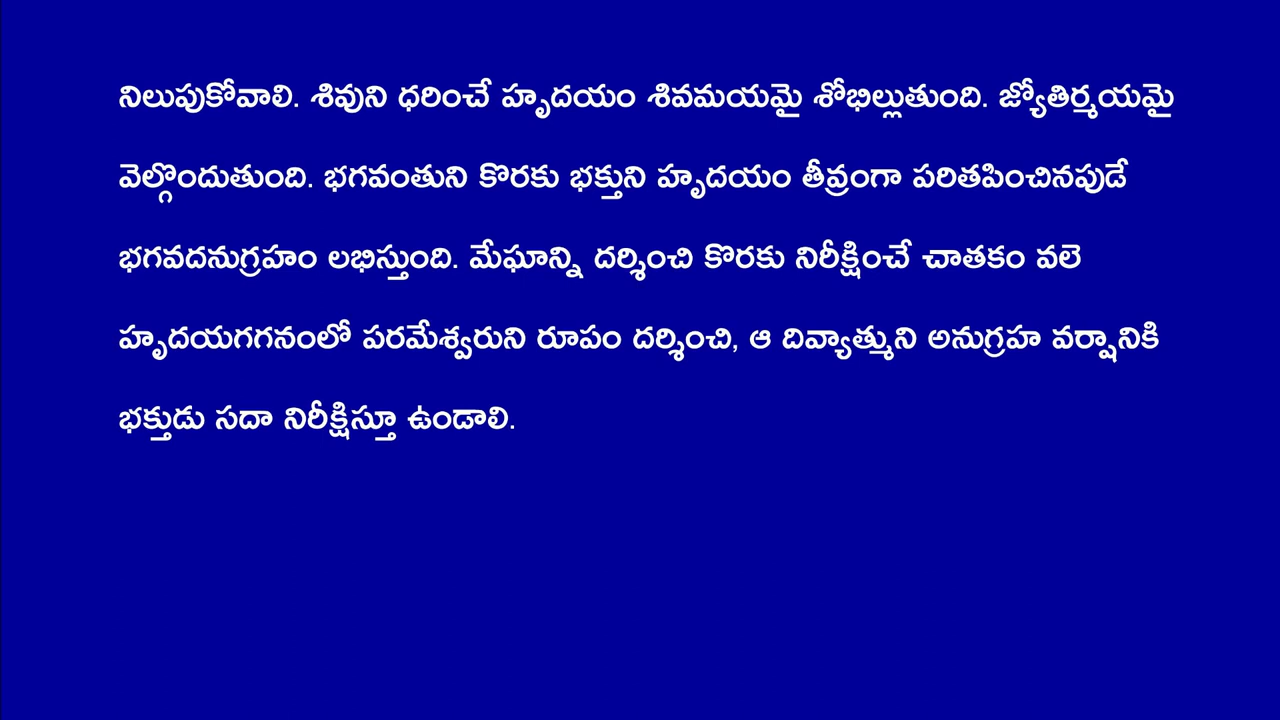 నిలుపుకోవాలి. శివుని ధరించే హృదయం శివమయమై శోభిల్లుతుంది. జ్యోతిర్మయమై
వెల్గొందుతుంది. భగవంతుని కొరకు భక్తుని హృదయం తీవ్రంగా పరితపించినపుడే
భగవదనుగ్రహం లభిస్తుంది. మేఘాన్ని దర్శించి కొరకు నిరీక్షించే చాతకం వలె
హృదయగగనంలో పరమేశ్వరుని రూపం దర్శించి, ఆ దివ్యాత్ముని అనుగ్రహ వర్షానికి
భక్తుడు సదా నిరీక్షిస్తూ ఉండాలి.